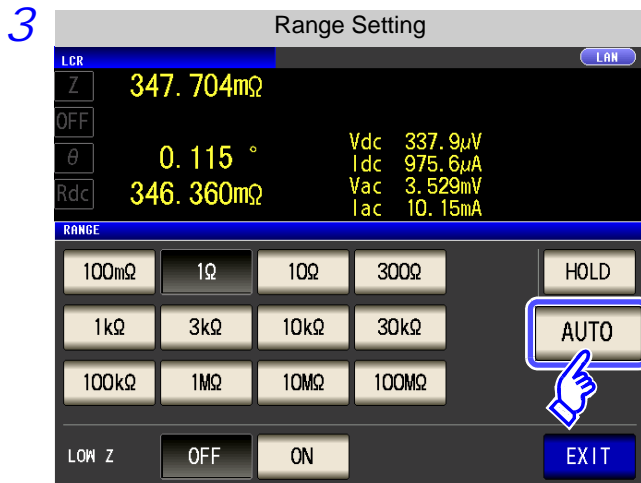 3
Range Setting
LCR LAN
Z 347.704mΩ
OFF
Vdc 337.9μV
θ 0.115 °
Idc 975.6μA
Rdc 346.360mΩ
Vac 3.529mV
Iac 10.15mA
RANGE
100mΩ 1Ω 10Ω 300Ω HOLD
1kΩ 3kΩ 10kΩ 30kΩ AUTO
100kΩ 1MΩ 10MΩ 100MΩ
LOW Z OFF ON EXIT